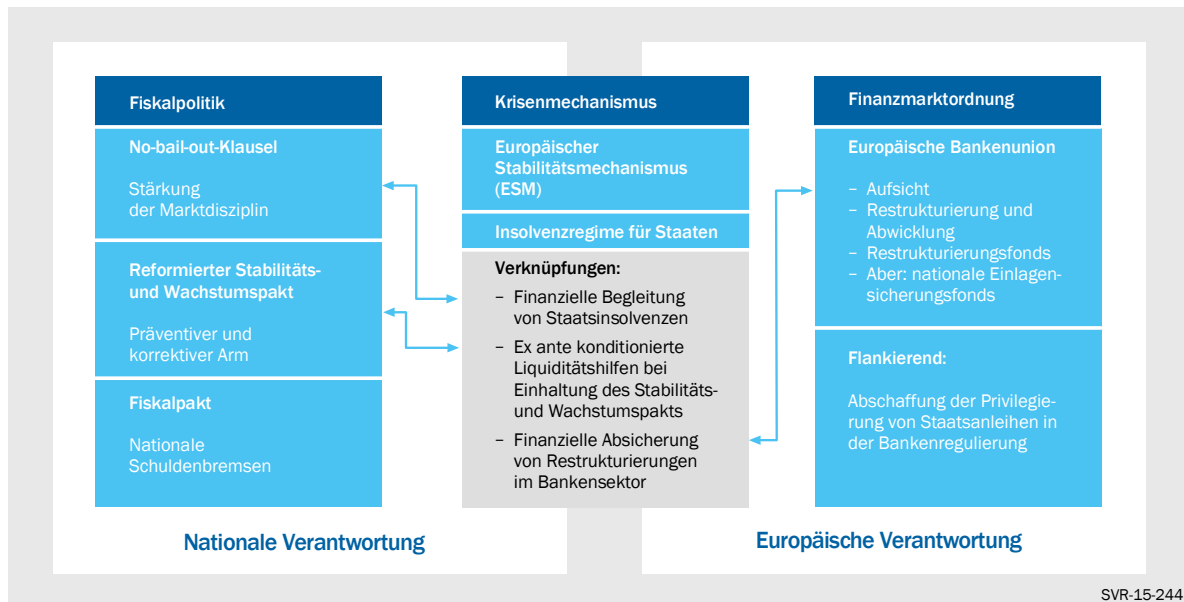 Fiskalpolitik
No-bail-out-Klausel
Stärkung
der Marktdisziplin
Reformierter Stabilitäts-
und Wachstumspakt
Präventiver und
korrektiver Arm
Fiskalpakt
Nationale
Schuldenbremsen
Krisenmechanismus
Europäischer
Stabilitätsmechanismus
(ESM)
Insolvenzregime für Staaten
Verknüpfungen:
– Finanzielle Begleitung
von Staatsinsolvenzen
– Ex ante konditionierte
Liquiditätshilfen bei
Einhaltung des Stabilitäts-
und Wachstumspakts
– Finanzielle Absicherung
von Restrukturierungen
im Bankensektor
Finanzmarktordnung
Europäische Bankenunion
– Aufsicht
– Restrukturierung und
Abwicklung
– Restrukturierungsfonds
– Aber: nationale Einlagen-
sicherungsfonds
Flankierend:
Abschaffung der Privilegie-
rung von Staatsanleihen in
der Bankenregulierung
Nationale Verantwortung
Europäische Verantwortung
SVR-15-244